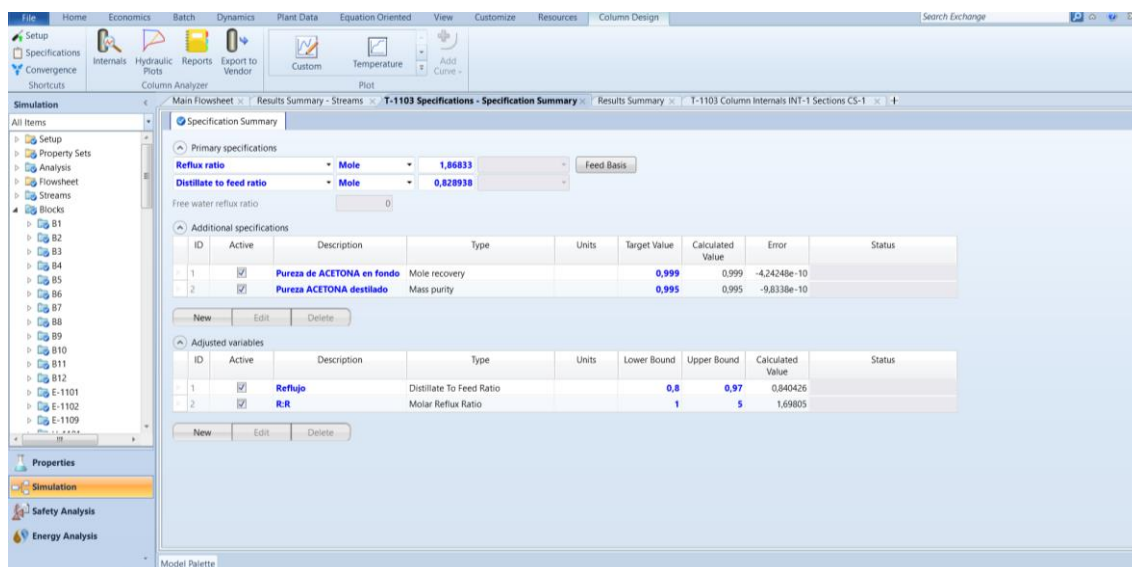 File Home Economics Batch Dynamics Plant Data Equation Oriented View Customize Resources Column Design Search Exchange
Setup
Specifications
Convergence
Internals Hydraulic Plots Reports Export to Vendor
Custom Temperature Add Curve
Shortcuts Column Analyzer Plot
Simulation Main Flowsheet Results Summary - Streams T-1103 Specifications - Specification Summary Results Summary T-1103 Column Internals INT-1 Sections CS-1
All Items
Setup
Property Sets
Analysis
Flowsheet
Streams
Blocks
B1
B2
B3
B4
B5
B6
B7
B8
B9
B10
B11
B12
E-1101
E-1102
E-1109
Properties
Simulation
Safety Analysis
Energy Analysis
Specification Summary
Primary specifications
Reflux ratio Mole 1,86833 Feed Basis
Distillate to feed ratio Mole 0,828938
Free water reflux ratio 0
Additional specifications
ID Active Description Type Units Target Value Calculated Value Error Status
1 Pureza de ACETONA en fondo Mole recovery 0,999 0,999 -4,24248e-10
2 Pureza ACETONA destilado Mass purity 0,995 0,995 -9,8338e-10
New Edit Delete
Adjusted variables
ID Active Description Type Units Lower Bound Upper Bound Calculated Value Status
1 Reflujo Distillate To Feed Ratio 0,8 0,97 0,840426
2 R:R Molar Reflux Ratio 1 5 1,69805
New Edit Delete
Model Palette